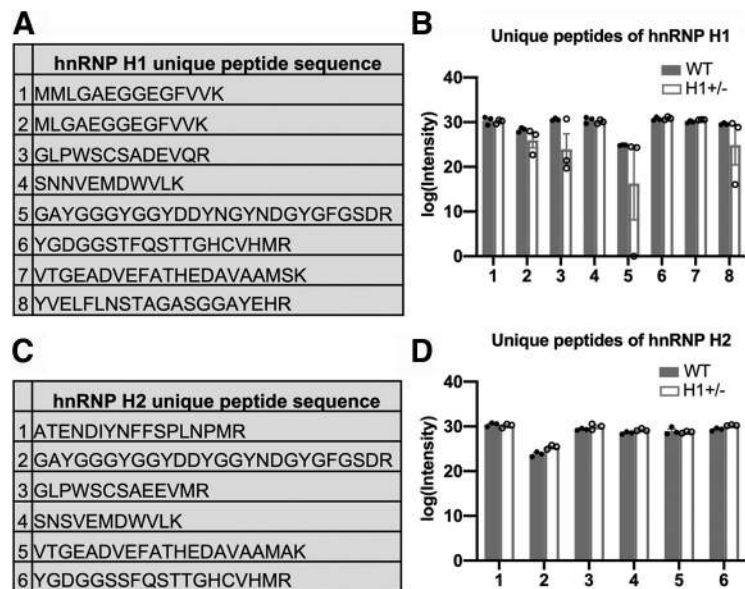 A
hnRNP H1 unique peptide sequence
1 MMLGAEGGEGFVVK
2 MLGAEGGEGFVVK
3 GLPWSCSADEVQR
4 SNNVEMDWVLK
5 GAYGGGYGGYDDYNGYNDGYGFGSDR
6 YGDGGSTFQSTTGHCVHMR
7 VTGEADVEFATHEDAVAAMSK
8 YVELFLNSTAGASGGAYEHR
B
Unique peptides of hnRNP H1
WT
H1+/-
log(Intensity)
40
30
20
10
0
1 2 3 4 5 6 7 8
C
hnRNP H2 unique peptide sequence
1 ATENDIYNFFSPLNPMR
2 GAYGGGYGGYDDYGGYNDGYGFGSDR
3 GLPWSCSAEEVMR
4 SNSVEMDWVLK
5 VTGEADVEFATHEDAVAAMAK
6 YGDGGSSFQSTTGHCVHMR
D
Unique peptides of hnRNP H2
WT
H1+/-
log(Intensity)
40
30
20
10
0
1 2 3 4 5 6